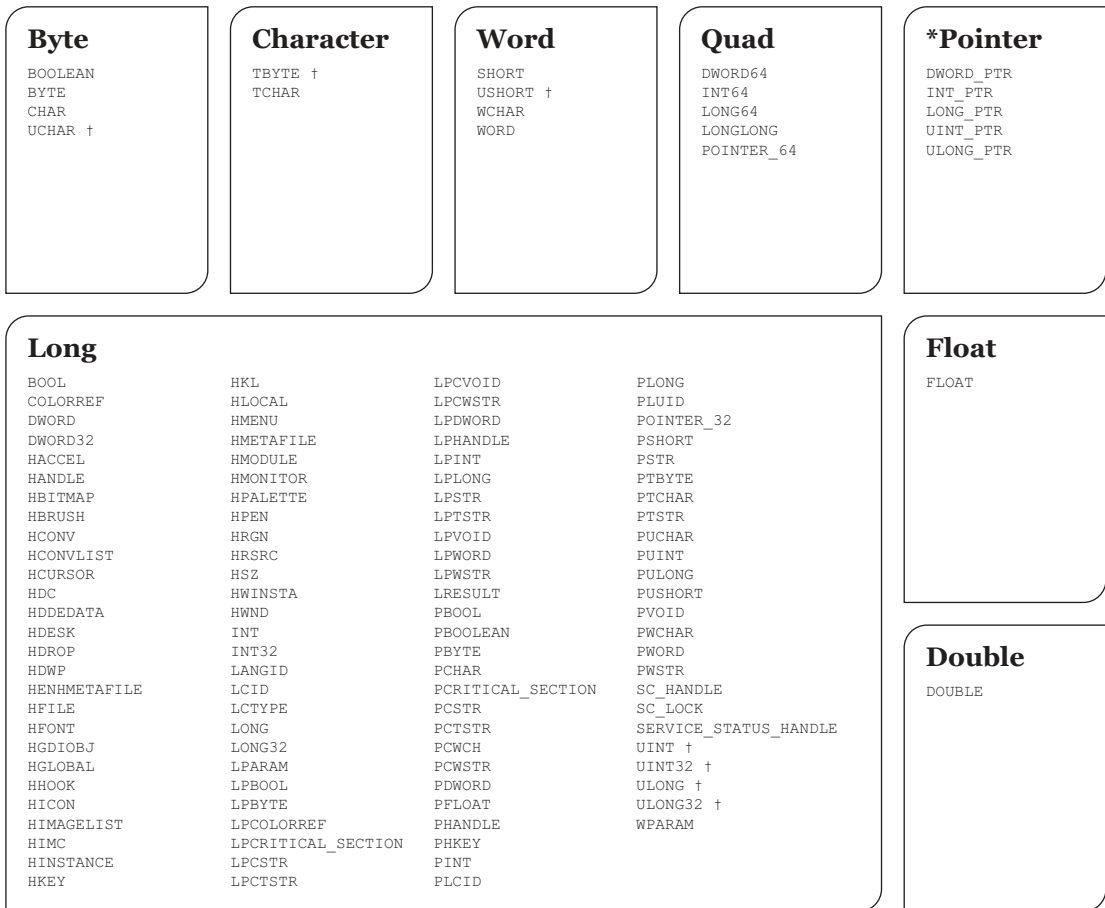 Byte
BOOLEAN
BYTE
CHAR
UCHAR †
Character
TBYTE †
TCHAR
Word
SHORT
USHORT †
WCHAR
WORD
Quad
DWORD64
INT64
LONG64
LONGLONG
POINTER_64
*Pointer
DWORD_PTR
INT_PTR
LONG_PTR
UINT_PTR
ULONG_PTR
Long
BOOL
COLORREF
DWORD
DWORD32
HACCEL
HANDLE
HBITMAP
HBRUSH
HCONV
HCONVLIST
HCURSOR
HDC
HDDEDATA
HDESK
HDROP
HDWP
HENHMETAFILE
HFILE
HFONT
HGDIOBJ
HGLOBAL
HHOOK
HICON
HIMAGELIST
HIMC
HINSTANCE
HKEY
HKL
HLOCAL
HMENU
HMETAFILE
HMODULE
HMONITOR
HPALETTE
HPEN
HRGN
HRSRC
HSZ
HWINSTA
HWND
INT
INT32
LANGID
LCID
LCTYPE
LONG
LONG32
LPARAM
LPBOOL
LPBYTE
LPCOLORREF
LPCRITICAL_SECTION
LPCSTR
LPCTSTR
LPCVOID
LPCWSTR
LPDWORD
LPHANDLE
LPINT
LPLONG
LPSTR
LPTSTR
LPVOID
LPWORD
LPWSTR
LRESULT
PBOOL
PBOOLEAN
PBYTE
PCHAR
PCRITICAL_SECTION
PCSTR
PCTSTR
PCWCH
PCWSTR
PDWORD
PFLOAT
PHANDLE
PHKEY
PINT
PLCID
PLONG
PLUID
POINTER_32
PSHORT
PSTR
PTBYTE
PTCHAR
PTSTR
PUCHAR
PUINT
PULONG
PUSHORT
PVOID
PWCHAR
PWORD
PWSTR
SC_HANDLE
SC_LOCK
SERVICE_STATUS_HANDLE
UINT †
UINT32 †
ULONG †
ULONG32 †
WPARAM
Float
FLOAT
Double
DOUBLE